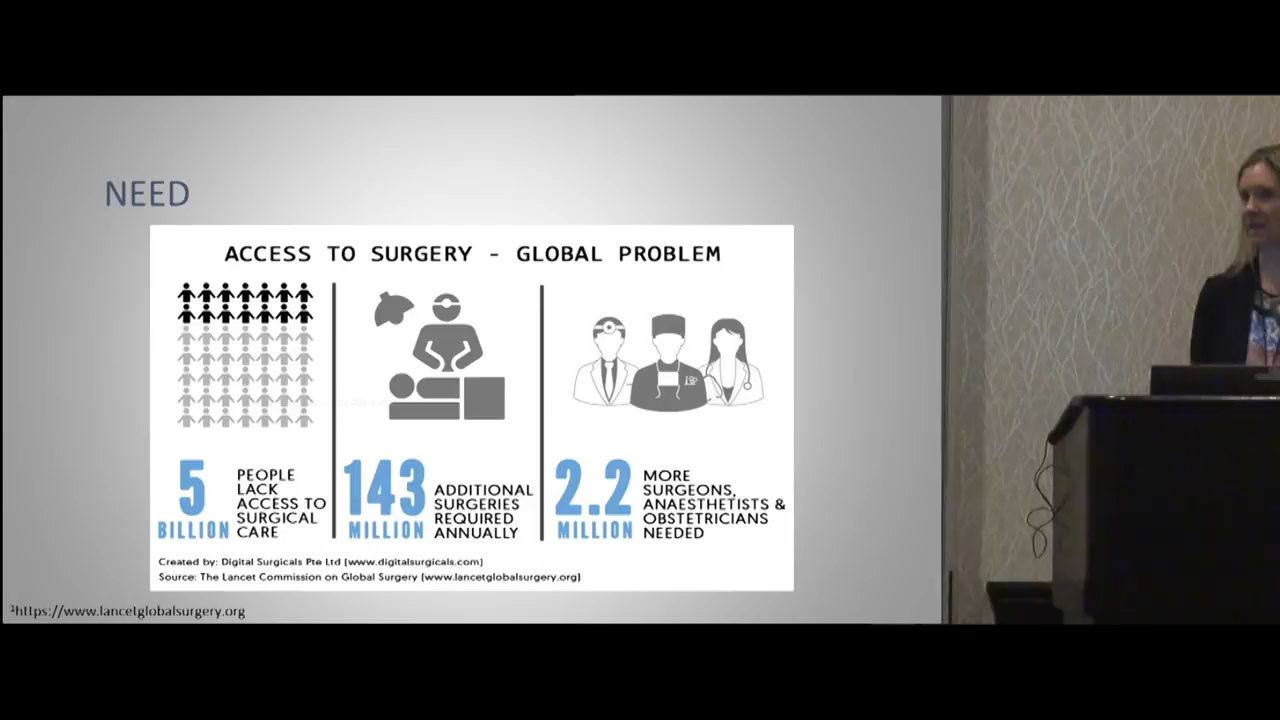 NEED
ACCESS TO SURGERY - GLOBAL PROBLEM
5
BILLION
PEOPLE
LACK
ACCESS TO
SURGICAL
CARE
143
MILLION
ADDITIONAL
SURGERIES
REQUIRED
ANNUALLY
2.2
MILLION
MORE
SURGEONS,
ANAESTHETISTS &
OBSTETRICIANS
NEEDED
Created by: Digital Surgicals Pte Ltd (www.digitalsurgicals.com)
Source: The Lancet Commission on Global Surgery (www.lancetglobalsurgery.org)
¹https://www.lancetglobalsurgery.org